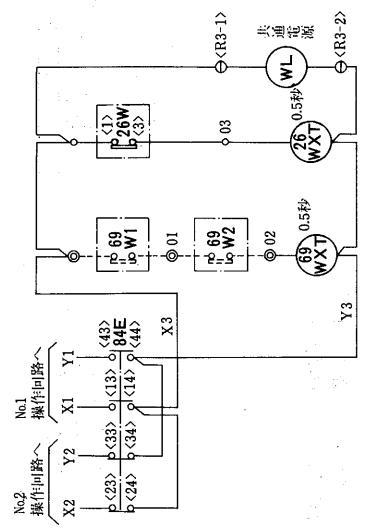 共通電源
<R3-1>
WL
<R3-2>
<1>
26W
<3>
03
0.5秒
26
WXT
69
W1
01
69
W2
02
0.5秒
69
WXT
X3
Y3
No.1
操作回路へ
Y1
X1
<43>
84E
<44>
<13>
<14>
No.2
操作回路へ
Y2
X2
<33>
<34>
<23>
<24>